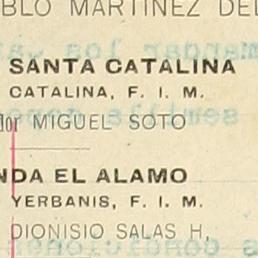 BLO MARTINEZ DEL
SANTA CATALINA
CATALINA, F. I. M.
MIGUEL SOTO
NDA EL ALAMO
YERBANIS, F. I. M.
DIONISIO SALAS H,